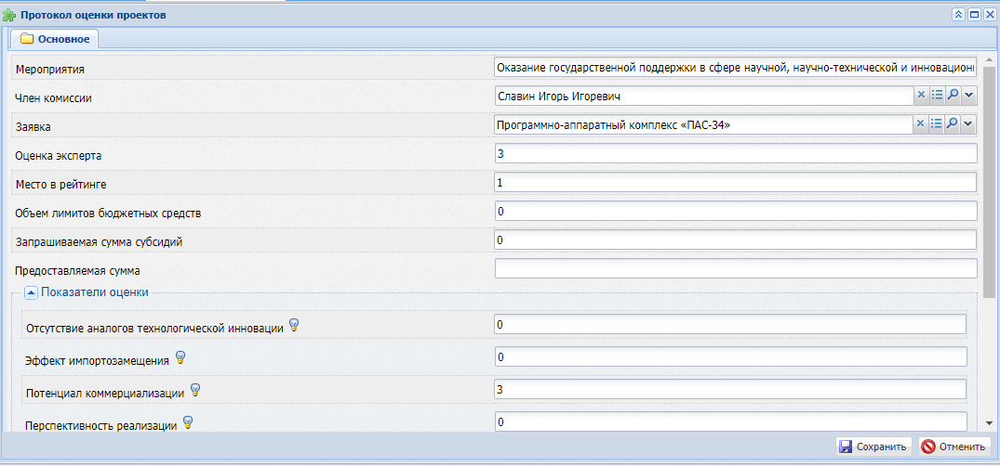 Протокол оценки проектов
Основное
Мероприятия Оказание государственной поддержки в сфере научной, научно-технической и инновацион
Член комиссии Славин Игорь Игоревич
Заявка Программно-аппаратный комплекс «ПАС-34»
Оценка эксперта 3
Место в рейтинге 1
Объем лимитов бюджетных средств 0
Запрашиваемая сумма субсидий 0
Предоставляемая сумма
Показатели оценки
Отсутствие аналогов технологической инновации 0
Эффект импортозамещения 0
Потенциал коммерциализации 3
Перспективность реализации 0
Сохранить Отменить